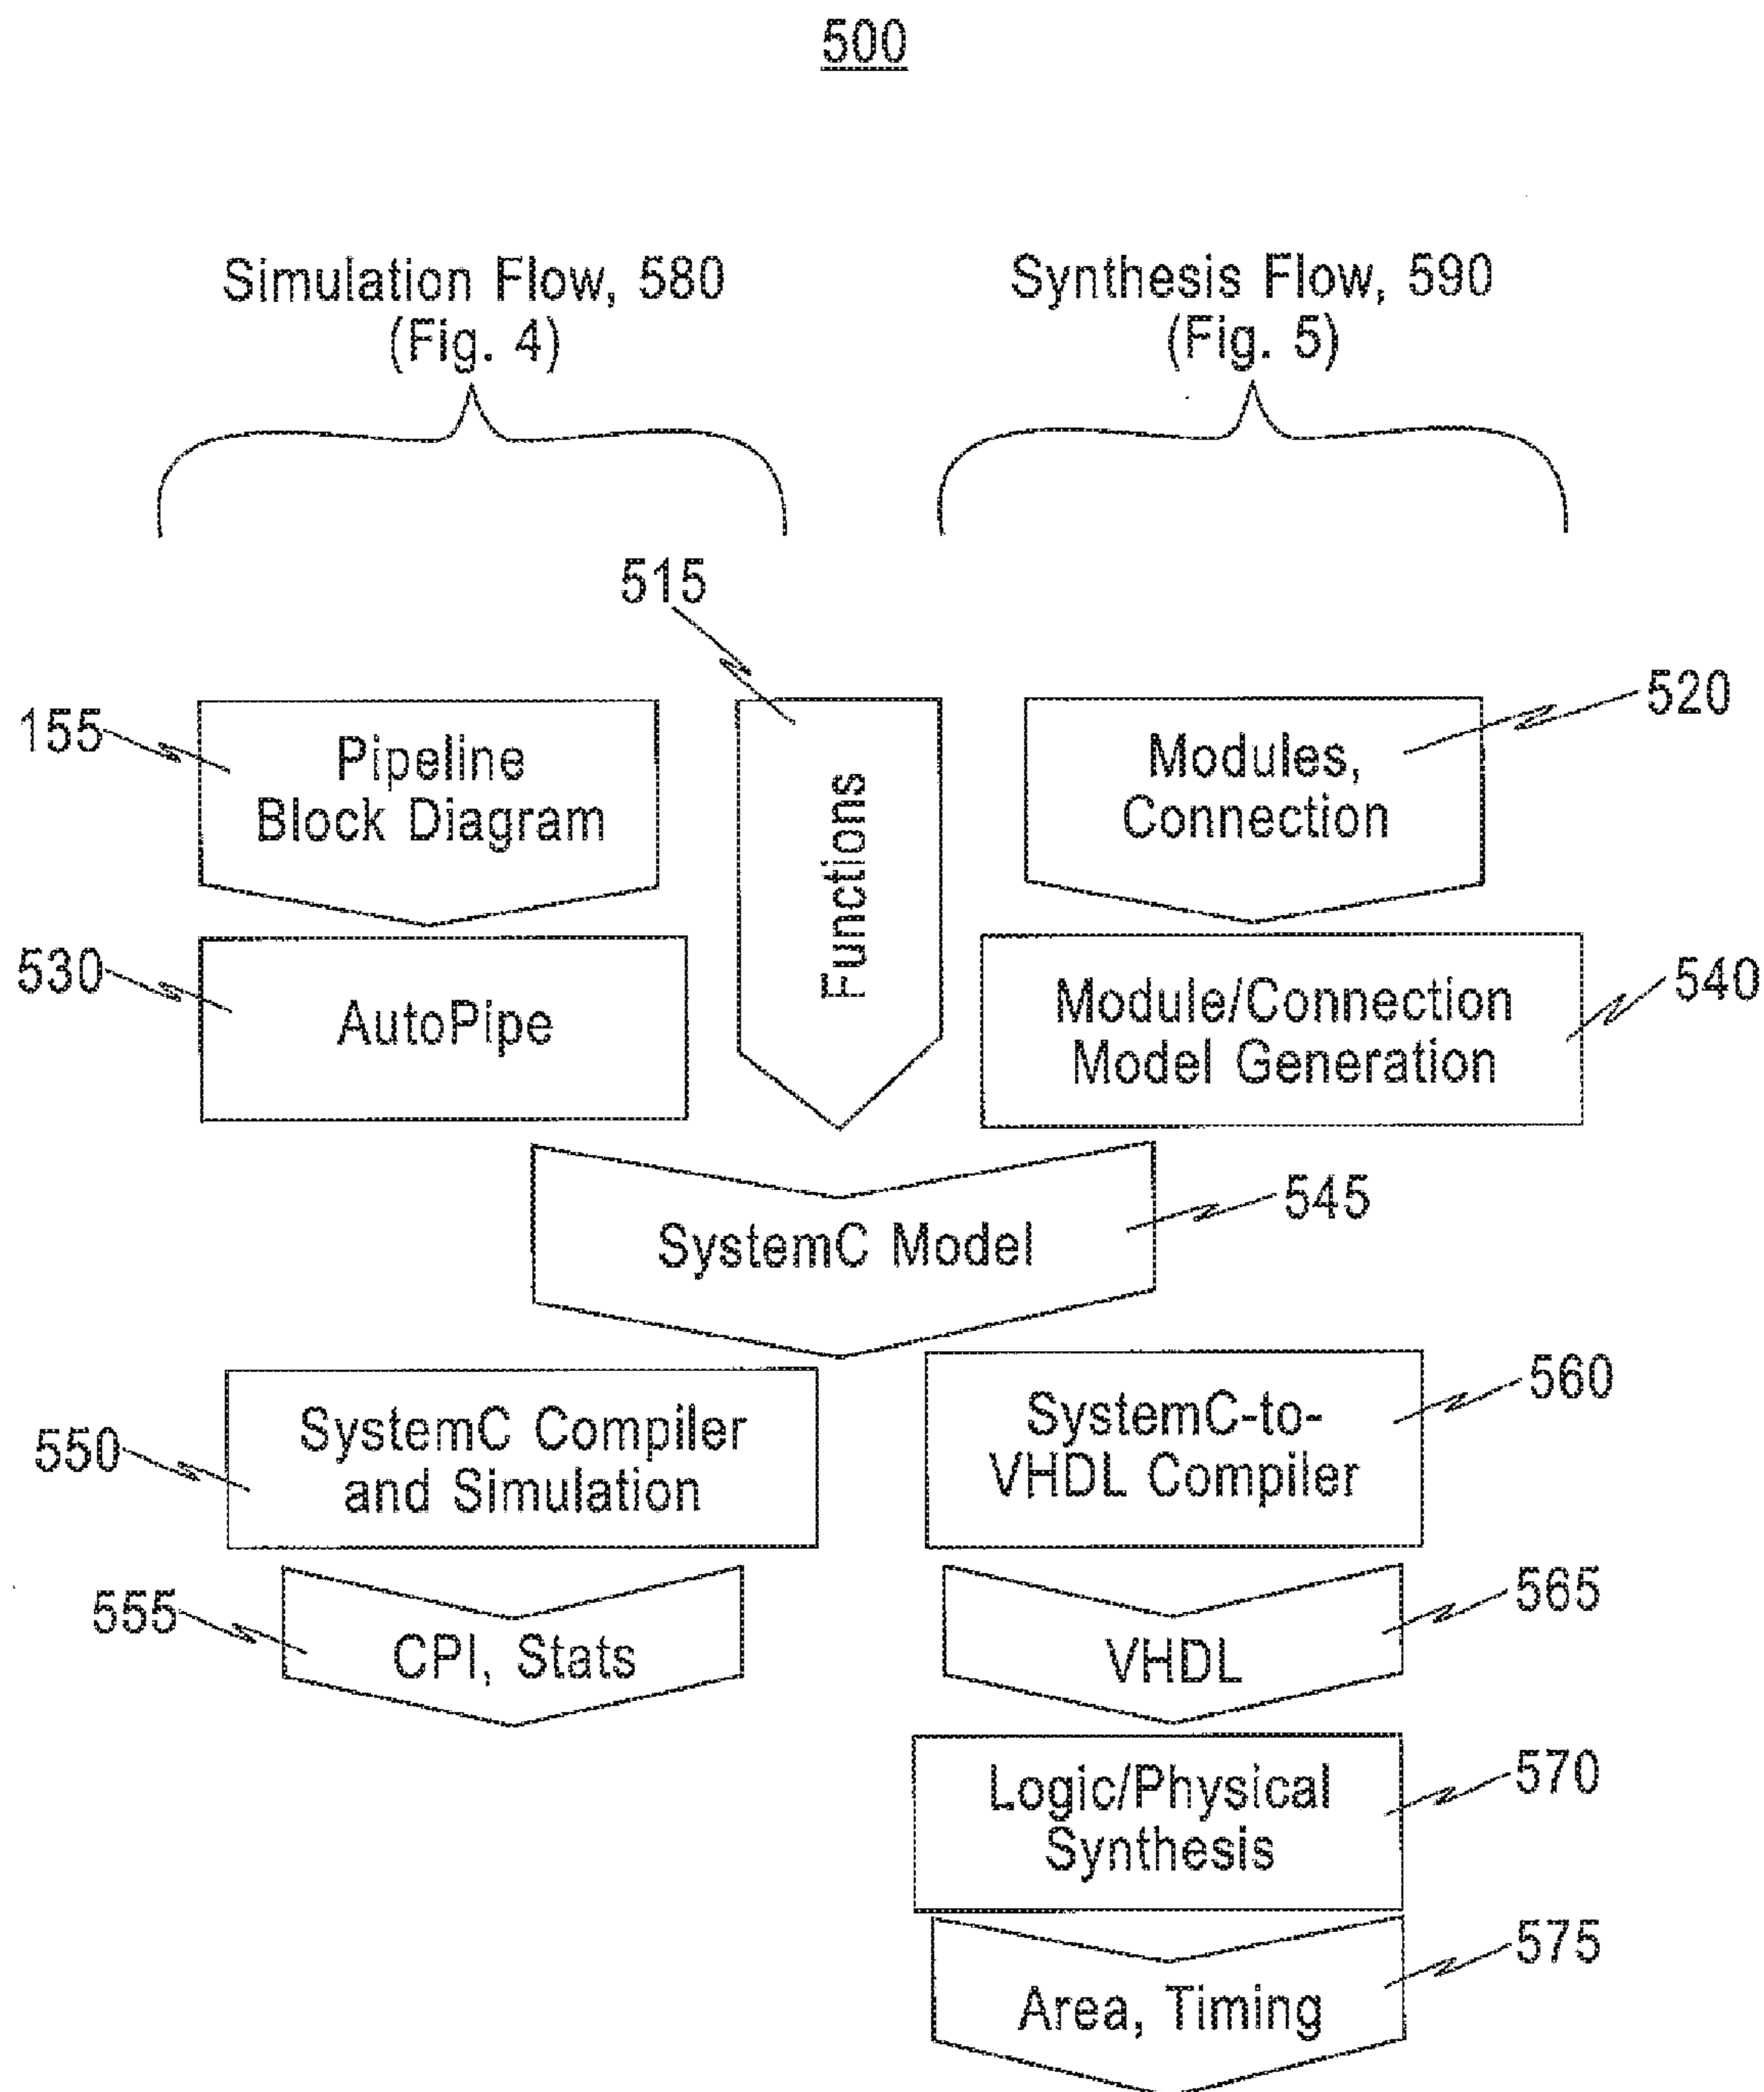 500
Simulation Flow, 580
(Fig. 4)
Synthesis Flow, 590
(Fig. 5)
515
155
Pipeline
Block Diagram
Functions
Modules,
Connection
520
530
AutoPipe
Module/Connection
Model Generation
540
SystemC Model
545
550
SystemC Compiler
and Simulation
SystemC-to-
VHDL Compiler
560
555
CPI, Stats
VHDL
565
Logic/Physical
Synthesis
570
Area, Timing
575